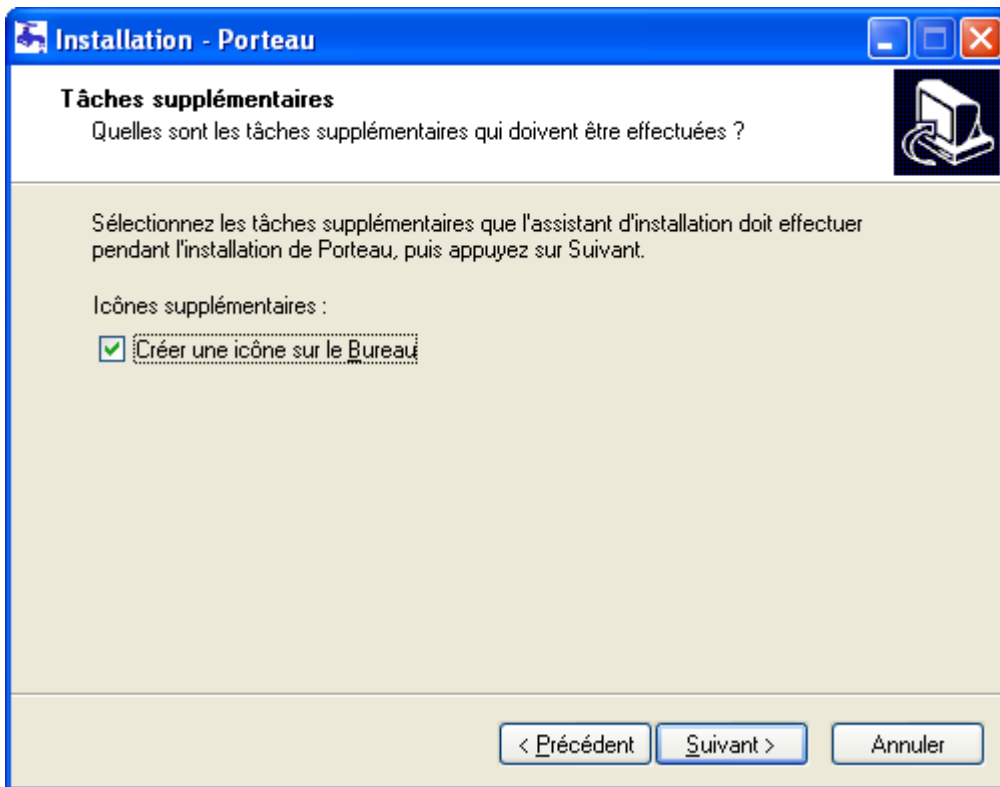 Installation - Porteau
Tâches supplémentaires
Quelles sont les tâches supplémentaires qui doivent être effectuées ?
Sélectionnez les tâches supplémentaires que l'assistant d'installation doit effectuer
pendant l'installation de Porteau, puis appuyez sur Suivant.
Icônes supplémentaires :
Créer une icône sur le Bureau
< Précédent
Suivant >
Annuler